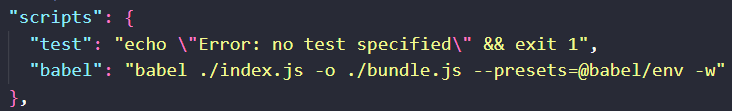 "scripts": {
"test": "echo \"Error: no test specified\" && exit 1",
"babel": "babel ./index.js -o ./bundle.js --presets=@babel/env -w"
},